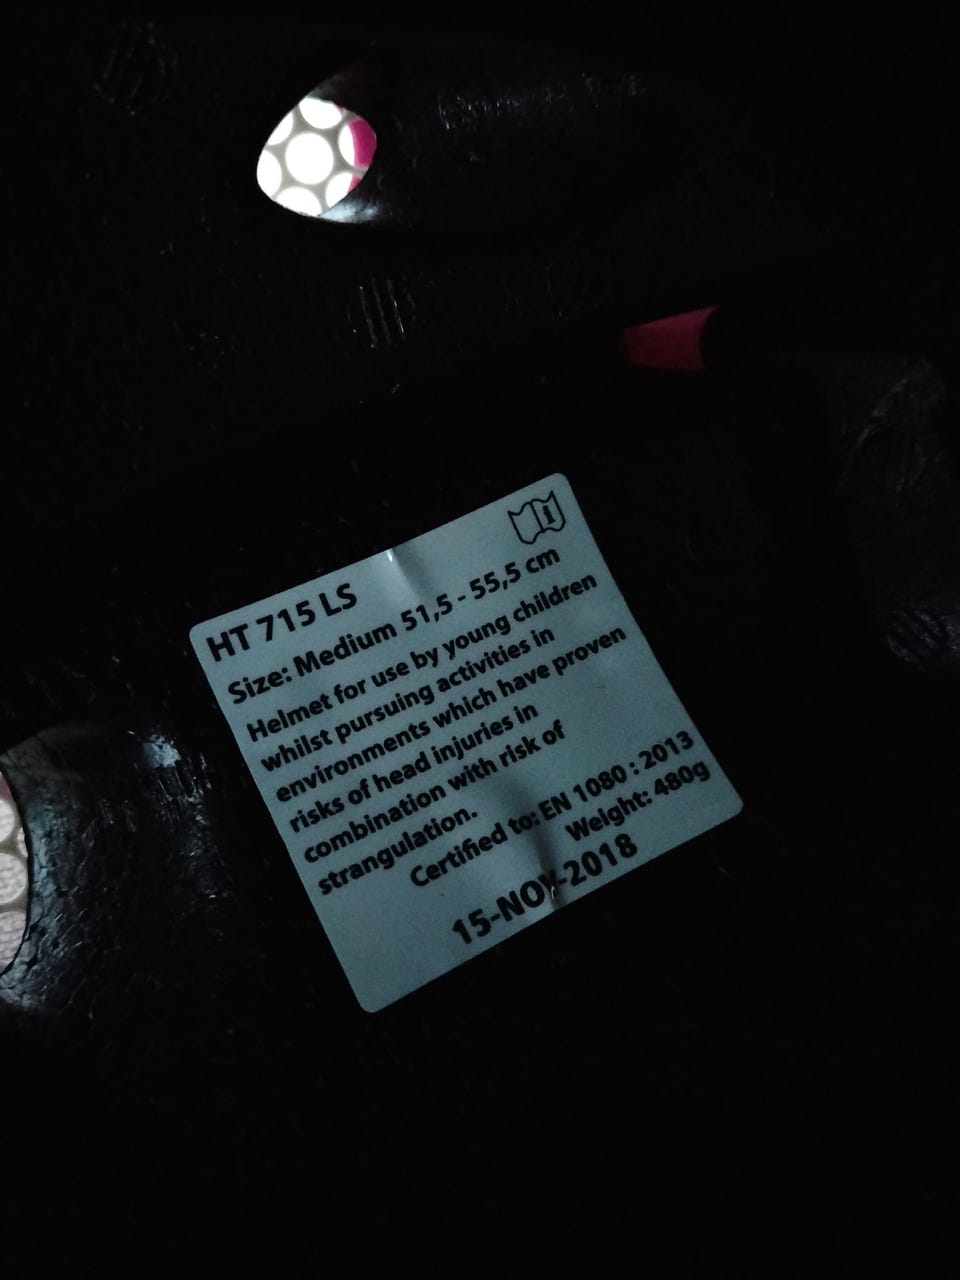 HT 715 LS
Size: Medium 51,5 - 55,5 cm
Helmet for use by young children
whilst pursuing activities in
environments which have proven
risks of head injuries in
combination with risk of
strangulation.
Certified to: EN 1080 : 2013
Weight: 480g
15-NOV-2018